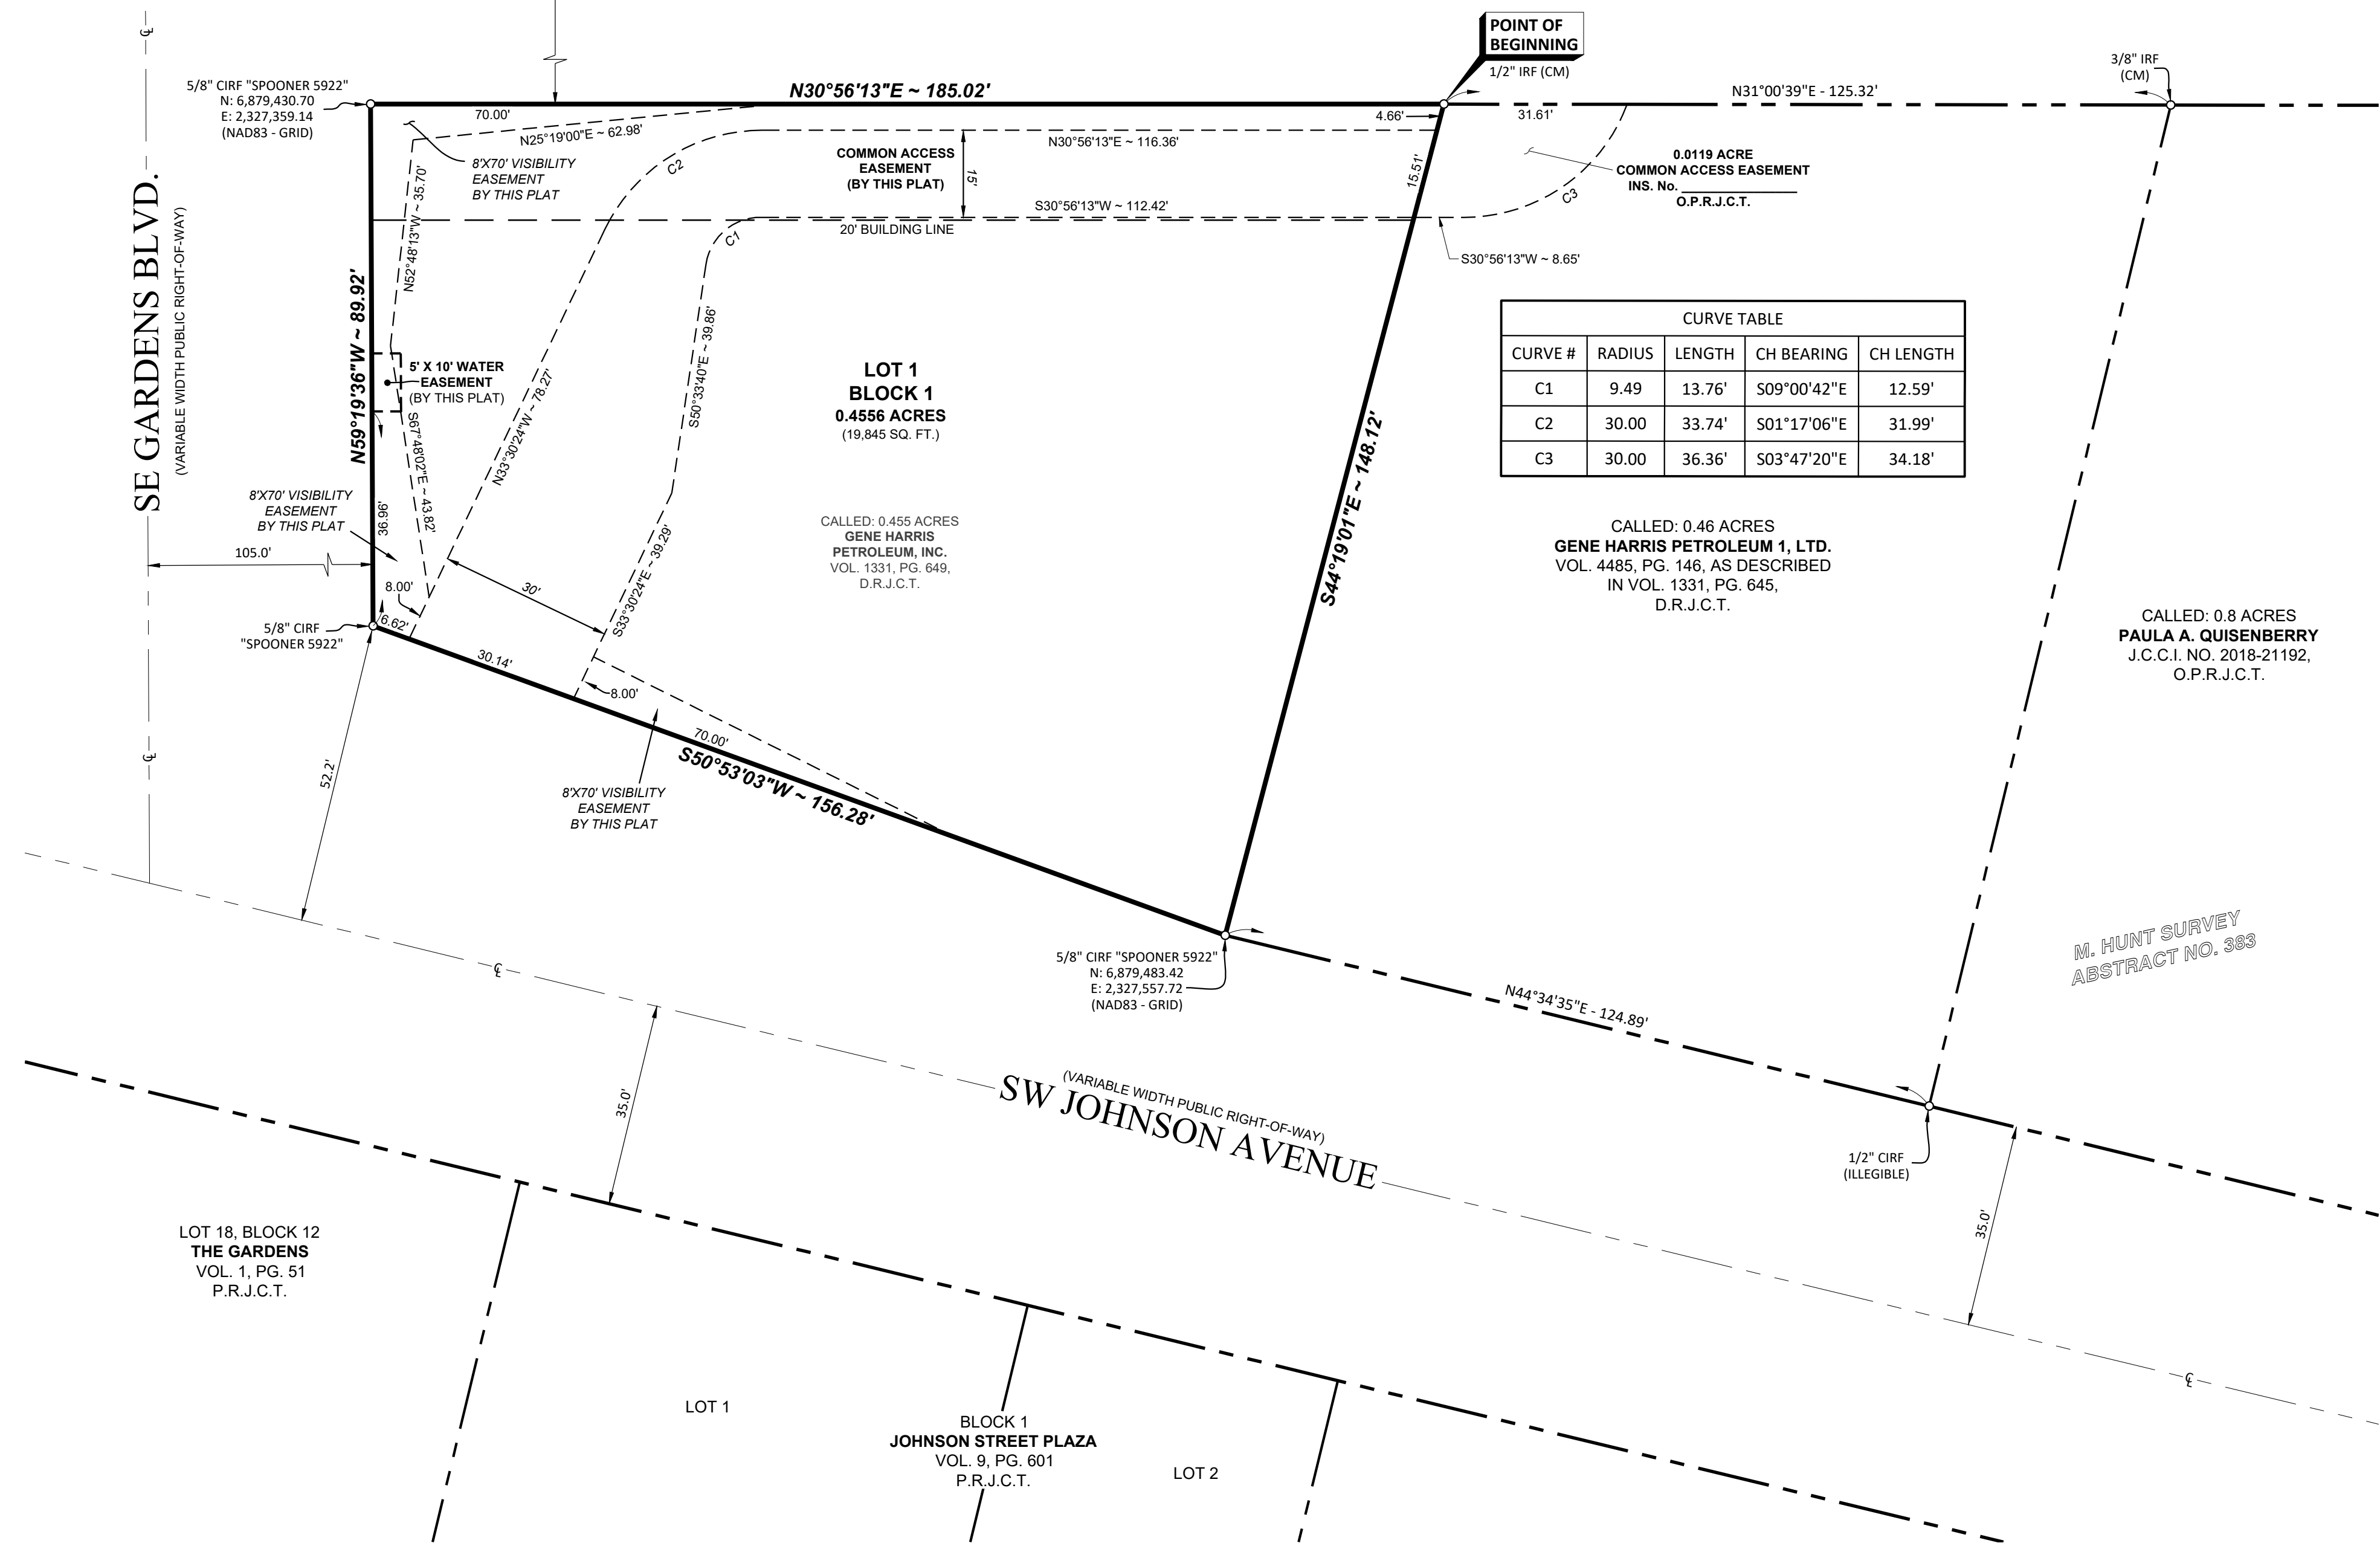 POINT OF
BEGINNING
1/2" IRF (CM)
3/8" IRF
(CM)
5/8" CIRF "SPOONER 5922"
N: 6,879,430.70
E: 2,327,359.14
(NAD83 - GRID)
N30°56'13"E ~ 185.02'
N31°00'39"E - 125.32'
70.00'
4.66'
31.61'
N25°19'00"E ~ 62.98'
N30°56'13"E ~ 116.36'
8'X70' VISIBILITY
EASEMENT
BY THIS PLAT
C2
COMMON ACCESS
EASEMENT
(BY THIS PLAT)
15'
15.51'
0.0119 ACRE
COMMON ACCESS EASEMENT
INS. No.
O.P.R.J.C.T.
C3
N52°48'13"W ~ 35.70'
S30°56'13"W ~ 112.42'
20' BUILDING LINE
C1
S30°56'13"W ~ 8.65'
SE GARDENS BLVD.
(VARIABLE WIDTH PUBLIC RIGHT-OF-WAY)
N59°19'36"W ~ 89.92'
5' X 10' WATER
EASEMENT
(BY THIS PLAT)
S67°48'02"E ~ 43.82'
N33°30'24"W ~ 78.27'
S50°33'40"E ~ 39.86'
LOT 1
BLOCK 1
0.4556 ACRES
(19,845 SQ. FT.)
CURVE TABLE
CURVE # RADIUS LENGTH CH BEARING CH LENGTH
C1 9.49 13.76' S09°00'42"E 12.59'
C2 30.00 33.74' S01°17'06"E 31.99'
C3 30.00 36.36' S03°47'20"E 34.18'
S44°19'01"E ~ 148.12'
8'X70' VISIBILITY
EASEMENT
BY THIS PLAT
36.96'
105.0'
8.00'
6.62'
30'
S33°30'24"E ~ 39.29'
CALLED: 0.455 ACRES
GENE HARRIS
PETROLEUM, INC.
VOL. 1331, PG. 649,
D.R.J.C.T.
CALLED: 0.46 ACRES
GENE HARRIS PETROLEUM 1, LTD.
VOL. 4485, PG. 146, AS DESCRIBED
IN VOL. 1331, PG. 645,
D.R.J.C.T.
CALLED: 0.8 ACRES
PAULA A. QUISENBERRY
J.C.C.I. NO. 2018-21192,
O.P.R.J.C.T.
5/8" CIRF
"SPOONER 5922"
30.14'
8.00'
70.00'
S50°53'03"W ~ 156.28'
52.2'
8'X70' VISIBILITY
EASEMENT
BY THIS PLAT
5/8" CIRF "SPOONER 5922"
N: 6,879,483.42
E: 2,327,557.72
(NAD83 - GRID)
N44°34'35"E - 124.89'
M. HUNT SURVEY
ABSTRACT NO. 383
35.0'
(VARIABLE WIDTH PUBLIC RIGHT-OF-WAY)
SW JOHNSON AVENUE
1/2" CIRF
(ILLEGIBLE)
35.0'
LOT 18, BLOCK 12
THE GARDENS
VOL. 1, PG. 51
P.R.J.C.T.
LOT 1
BLOCK 1
JOHNSON STREET PLAZA
VOL. 9, PG. 601
P.R.J.C.T.
LOT 2